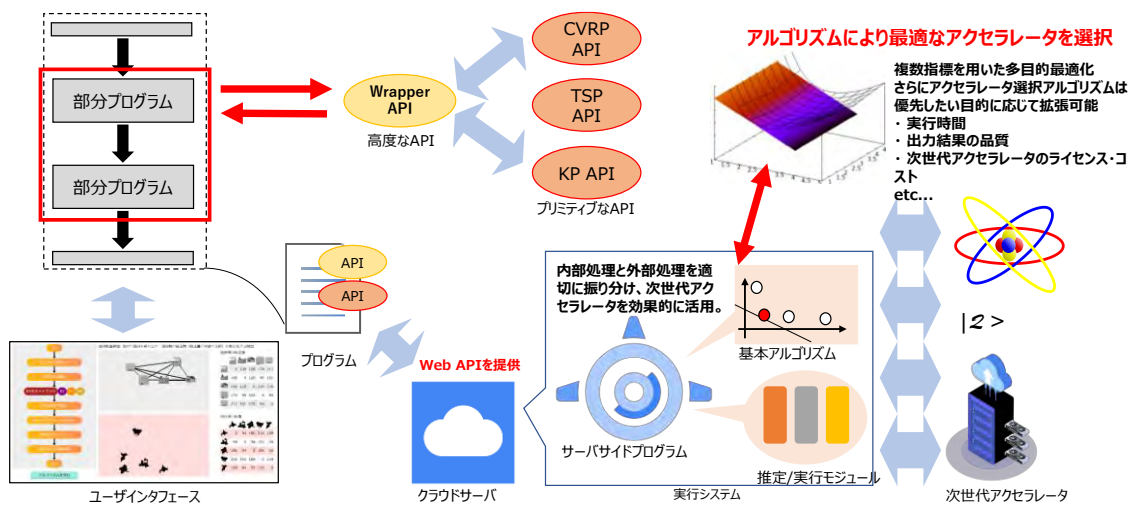 部分プログラム
部分プログラム
Wrapper
API
高度なAPI
CVRP
API
TSP
API
KP API
プリミティブなAPI
アルゴリズムにより最適なアクセラレータを選択
複数指標を用いた多目的最適化
さらにアクセラレータ選択アルゴリズムは
優先したい目的に応じて拡張可能
・実行時間
・出力結果の品質
・次世代アクセラレータのライセンス・コ
スト
etc...
API
API
プログラム
Web APIを提供
クラウドサーバ
ユーザインタフェース
内部処理と外部処理を適
切に振り分け、次世代アク
セラレータを効果的に活用。
基本アルゴリズム
サーバサイドプログラム
推定/実行モジュール
実行システム
|2>
次世代アクセラレータ